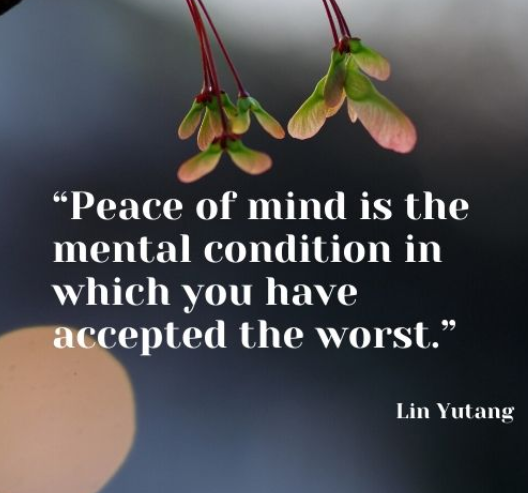 “Peace of mind is the
mental condition in
which you have
accepted the worst.”
Lin Yutang